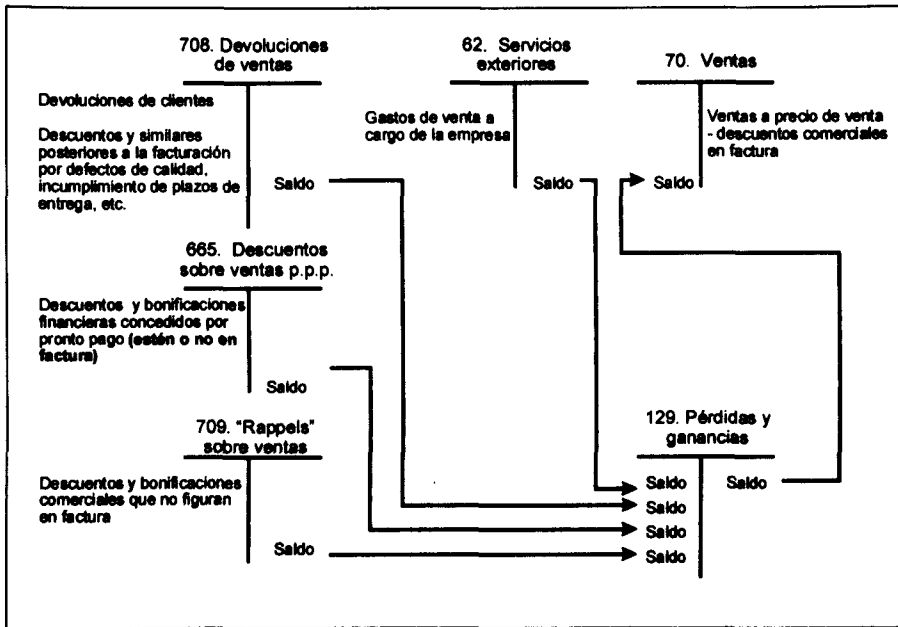 708. Devoluciones
de ventas
Devoluciones de clientes
Descuentos y similares
posteriores a la facturación
por defectos de calidad,
incumplimiento de plazos de
entrega, etc.
Saldo
62. Servicios
exteriores
Gastos de venta a
cargo de la empresa
Saldo
70. Ventas
Ventas a precio de venta
- descuentos comerciales
en factura
Saldo
665. Descuentos
sobre ventas p.p.p.
Descuentos y bonificaciones
financieras concedidos por
pronto pago (estén o no en
factura)
Saldo
709. "Rappels"
sobre ventas
Descuentos y bonificaciones
comerciales que no figuran
en factura
Saldo
129. Pérdidas y
ganancias
Saldo
Saldo
Saldo
Saldo
Saldo